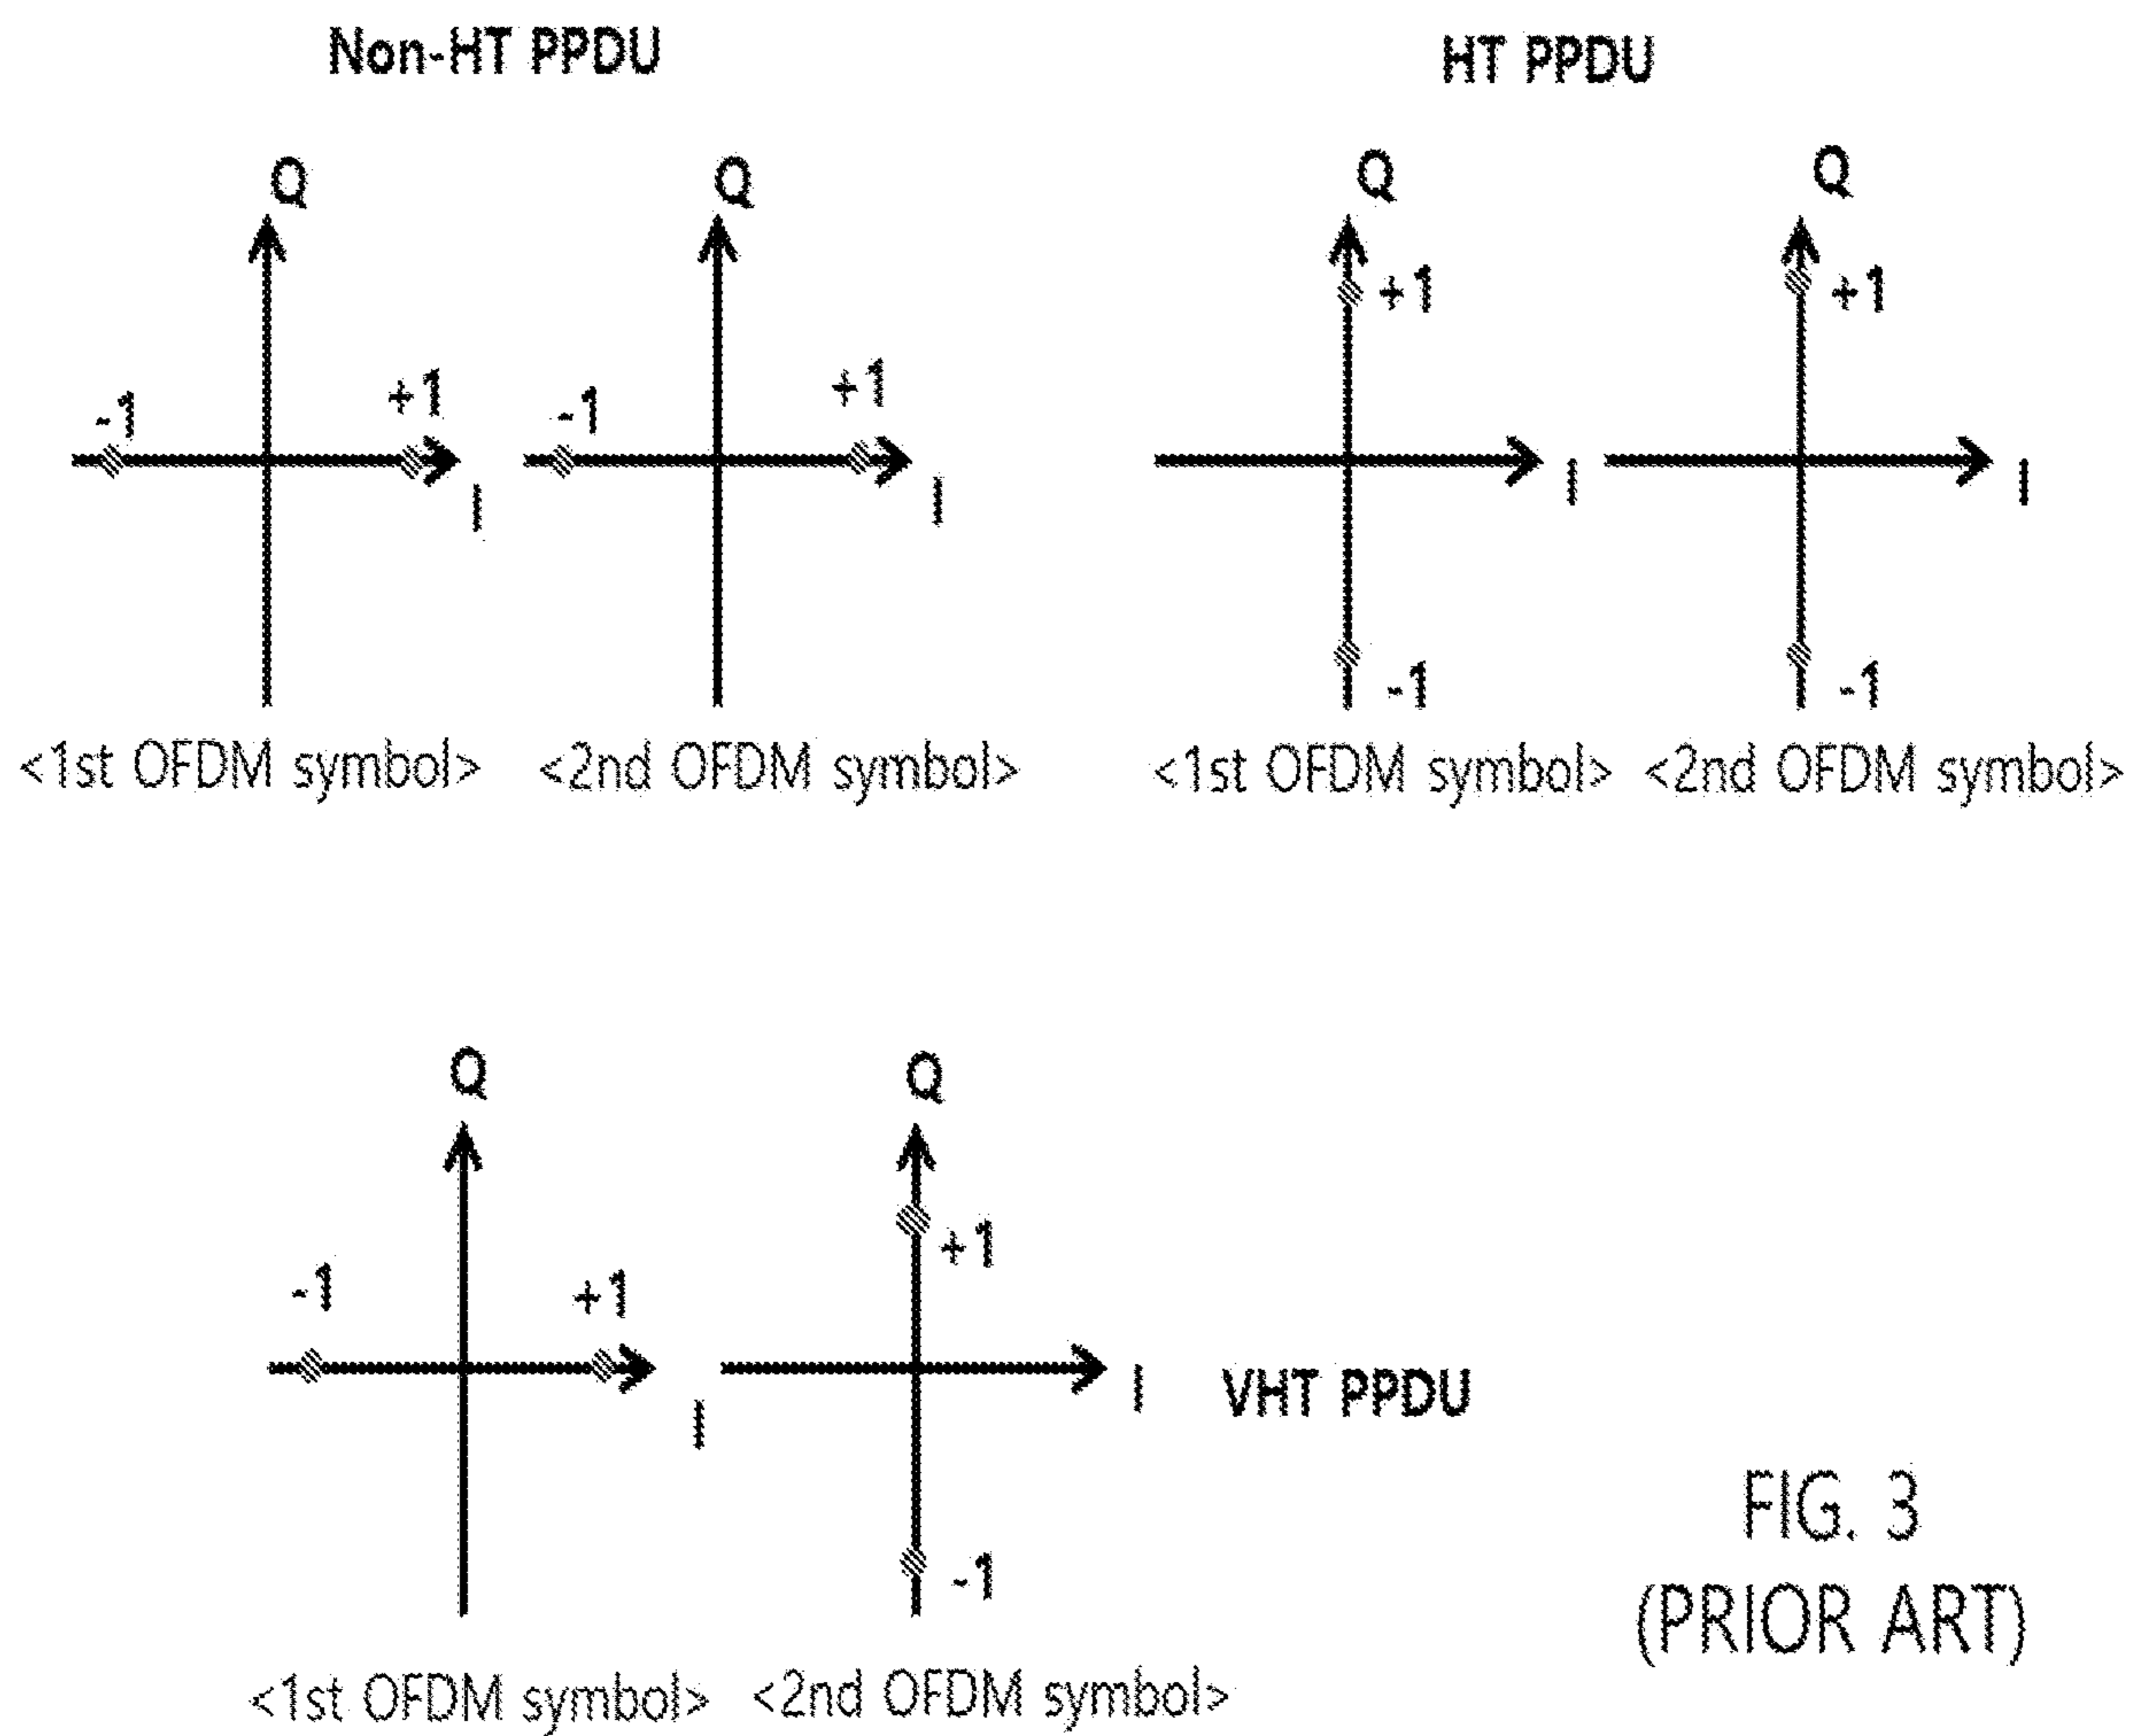 Non-HT PPDU
HT PPDU
Q
Q
Q
Q
+1
+1
-1
+1
-1
+1
I
I
I
I
-1
-1
<1st OFDM symbol>
<2nd OFDM symbol>
<1st OFDM symbol>
<2nd OFDM symbol>
Q
Q
+1
-1
+1
I
I
VHT PPDU
-1
<1st OFDM symbol>
<2nd OFDM symbol>
FIG. 3
(PRIOR ART)